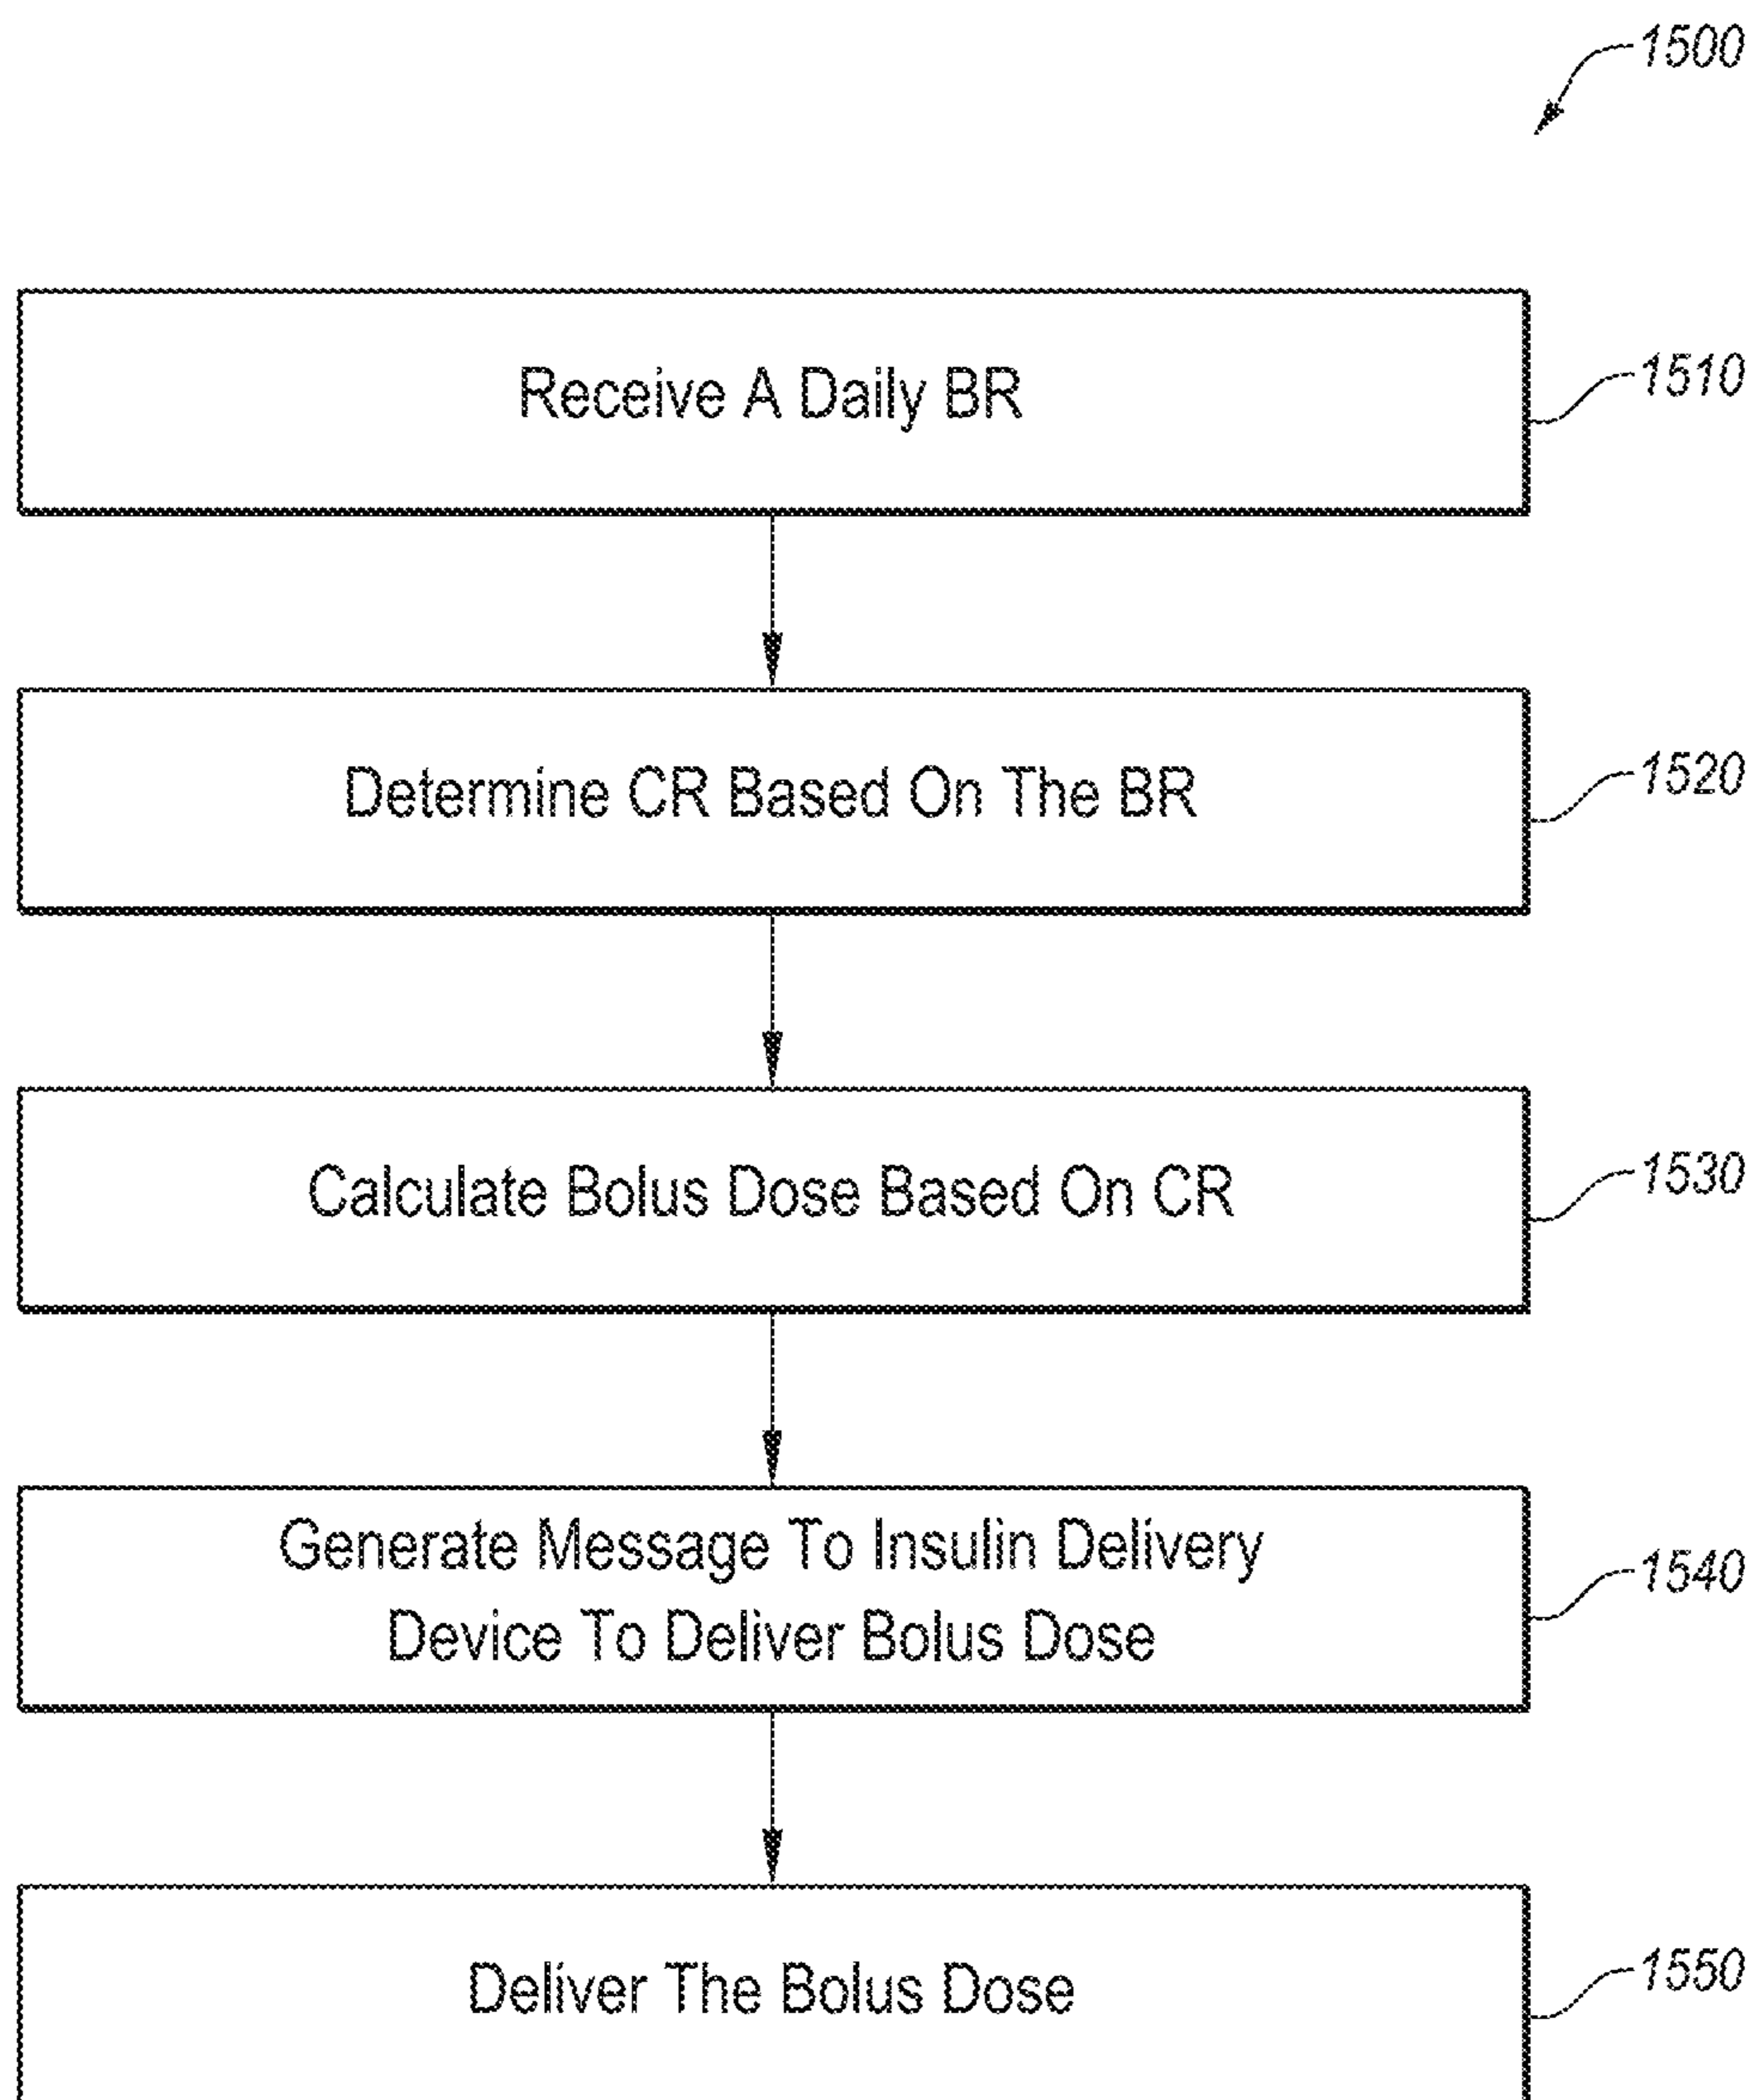 1500
Receive A Daily BR
1510
Determine CR Based On The BR
1520
Calculate Bolus Dose Based On CR
1530
Generate Message To Insulin Delivery
Device To Deliver Bolus Dose
1540
Deliver The Bolus Dose
1550